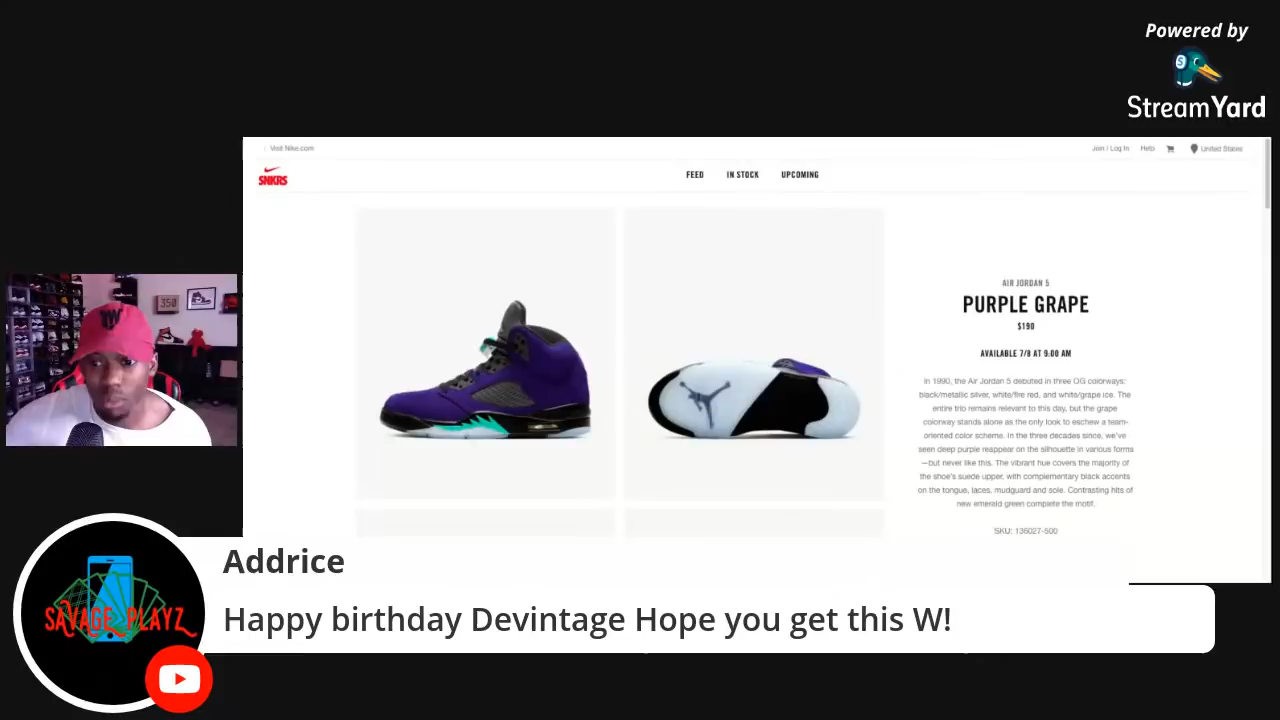 Powered by
StreamYard
Visit Nike.com
Join / Log In Help United States
SNKRS
FEED IN STOCK UPCOMING
350
AIR JORDAN 5
PURPLE GRAPE
$190
AVAILABLE 7/8 AT 9:00 AM
In 1990, the Air Jordan 5 debuted in three OG colorways:
black/metallic silver, white/fire red, and white/grape ice. The
entire trio remains relevant to this day, but the grape
colorway stands alone as the only look to eschew a team-
oriented color scheme. In the three decades since, we've
seen deep purple reappear on the silhouette in various forms
—but never like this. The vibrant hue covers the majority of
the shoe's suede upper, with complementary black accents
on the tongue, laces, mudguard and sole. Contrasting hits of
new emerald green complete the motif.
SKU: 136027-500
SAVAGE PLAYZ
Addrice
Happy birthday Devintage Hope you get this W!